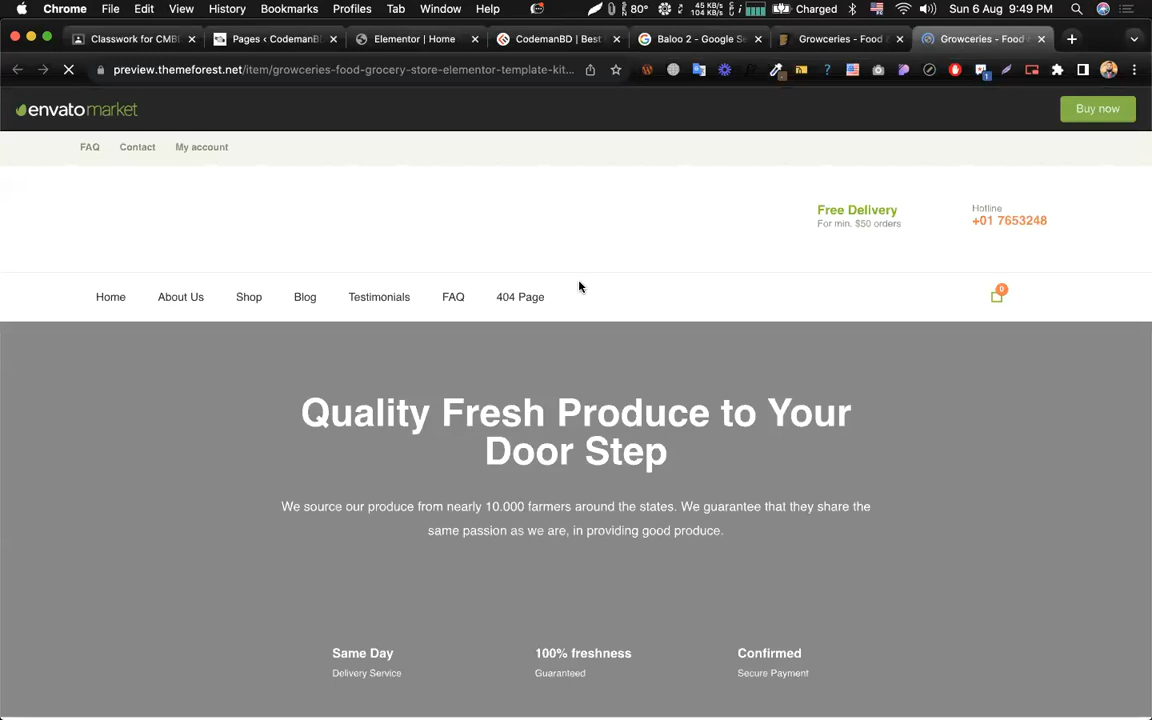 Chrome File Edit View History Bookmarks Profiles Tab Window Help 80° 45 KB/s 104 KB/s Charged Sun 6 Aug 9:49 PM
Classwork for CMB Pages ‹ CodemanB Elementor | Home CodemanBD | Best Baloo 2 - Google Se Growceries - Food & Growceries - Food
preview.themeforest.net/item/growceries-food-grocery-store-elementor-template-kit...
envatomarket
Buy now
FAQ Contact My account
Free Delivery
For min. $50 orders
Hotline
+01 7653248
Home About Us Shop Blog Testimonials FAQ 404 Page 0
Quality Fresh Produce to Your
Door Step
We source our produce from nearly 10.000 farmers around the states. We guarantee that they share the
same passion as we are, in providing good produce.
Same Day
Delivery Service
100% freshness
Guaranteed
Confirmed
Secure Payment